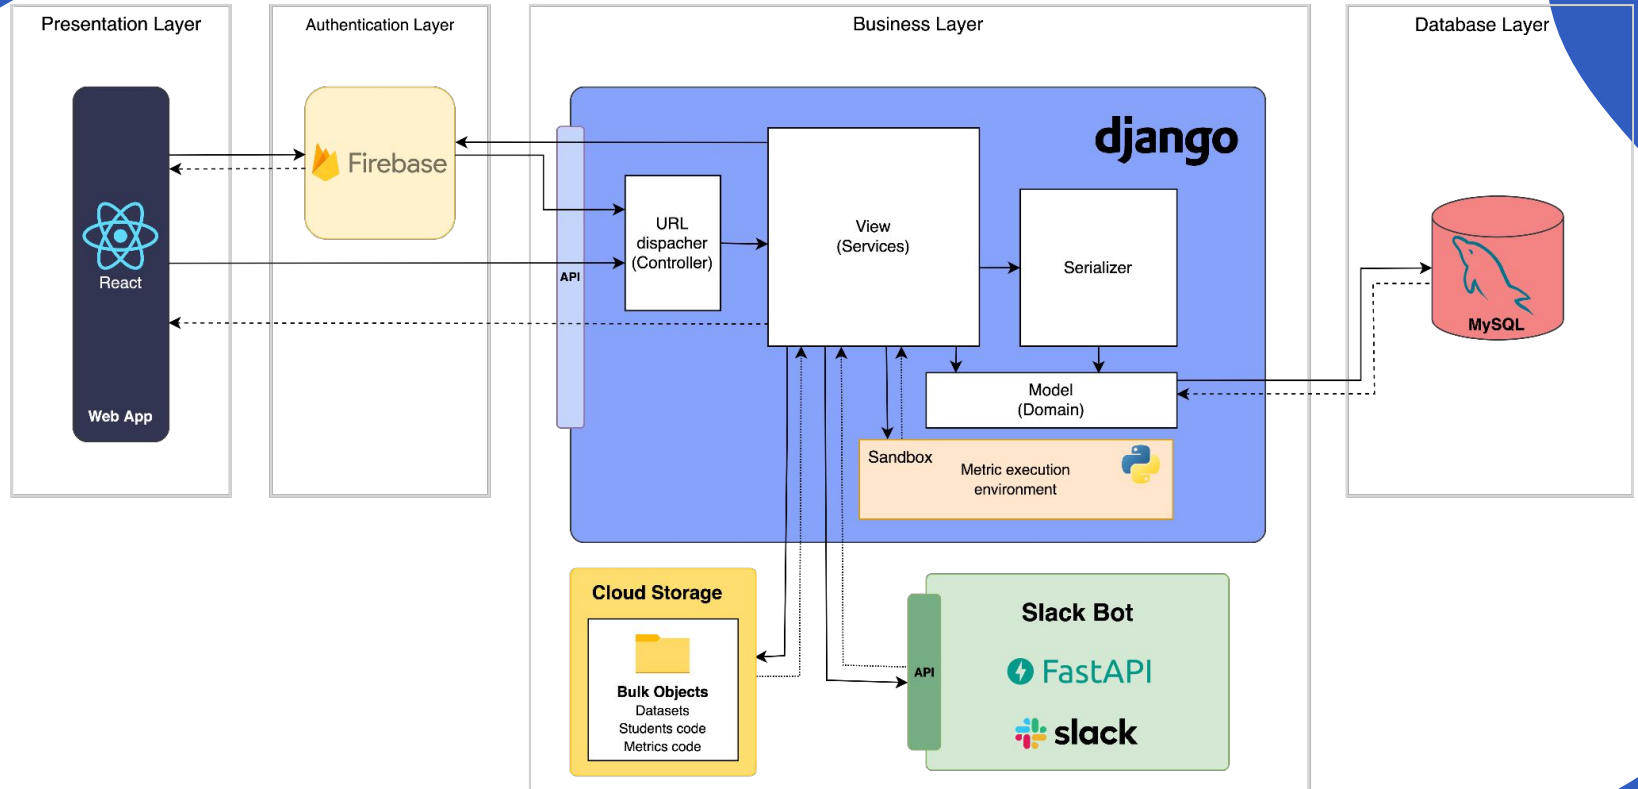 Presentation Layer
Authentication Layer
Business Layer
Database Layer
django
Firebase
URL
dispacher
(Controller)
View
(Services)
Serializer
API
React
MySQL
Model
(Domain)
Web App
Sandbox
Metric execution
environment
Cloud Storage
Bulk Objects
Datasets
Students code
Metrics code
Slack Bot
API
FastAPI
slack